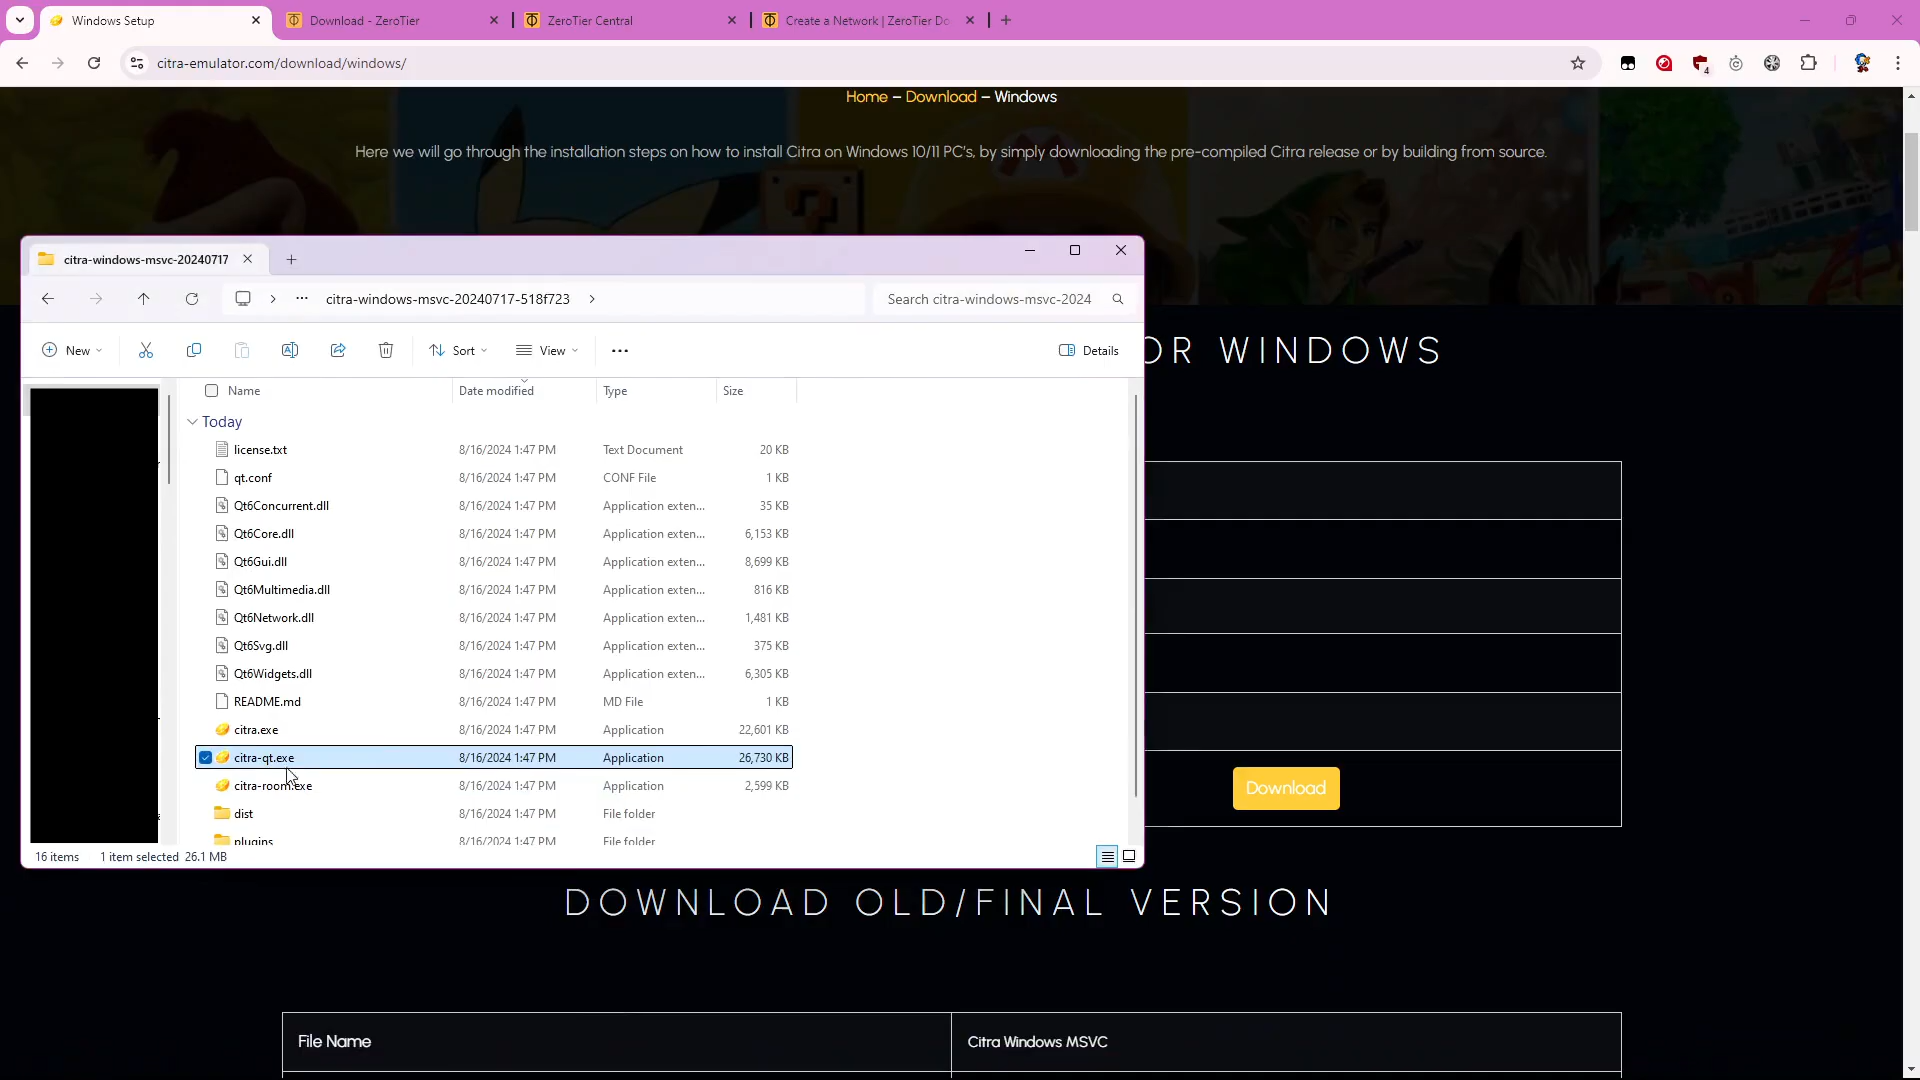 Windows Setup
Download - ZeroTier
ZeroTier Central
Create a Network | ZeroTier Do
citra-emulator.com/download/windows/
4
Home – Download – Windows
Here we will go through the installation steps on how to install Citra on Windows 10/11 PC's, by simply downloading the pre-compiled Citra release or by building from source.
OR WINDOWS
citra-windows-msvc-20240717
citra-windows-msvc-20240717-518f723
Search citra-windows-msvc-2024
New
Sort
View
Details
Name Date modified Type Size
Today
license.txt 8/16/2024 1:47 PM Text Document 20 KB
qt.conf 8/16/2024 1:47 PM CONF File 1 KB
Qt6Concurrent.dll 8/16/2024 1:47 PM Application exten... 35 KB
Qt6Core.dll 8/16/2024 1:47 PM Application exten... 6,153 KB
Qt6Gui.dll 8/16/2024 1:47 PM Application exten... 8,699 KB
Qt6Multimedia.dll 8/16/2024 1:47 PM Application exten... 816 KB
Qt6Network.dll 8/16/2024 1:47 PM Application exten... 1,481 KB
Qt6Svg.dll 8/16/2024 1:47 PM Application exten... 375 KB
Qt6Widgets.dll 8/16/2024 1:47 PM Application exten... 6,305 KB
README.md 8/16/2024 1:47 PM MD File 1 KB
citra.exe 8/16/2024 1:47 PM Application 22,601 KB
citra-qt.exe 8/16/2024 1:47 PM Application 26,730 KB
citra-room.exe 8/16/2024 1:47 PM Application 2,599 KB
dist 8/16/2024 1:47 PM File folder
plugins 8/16/2024 1:47 PM File folder
16 items 1 item selected 26.1 MB
Download
DOWNLOAD OLD/FINAL VERSION
File Name Citra Windows MSVC